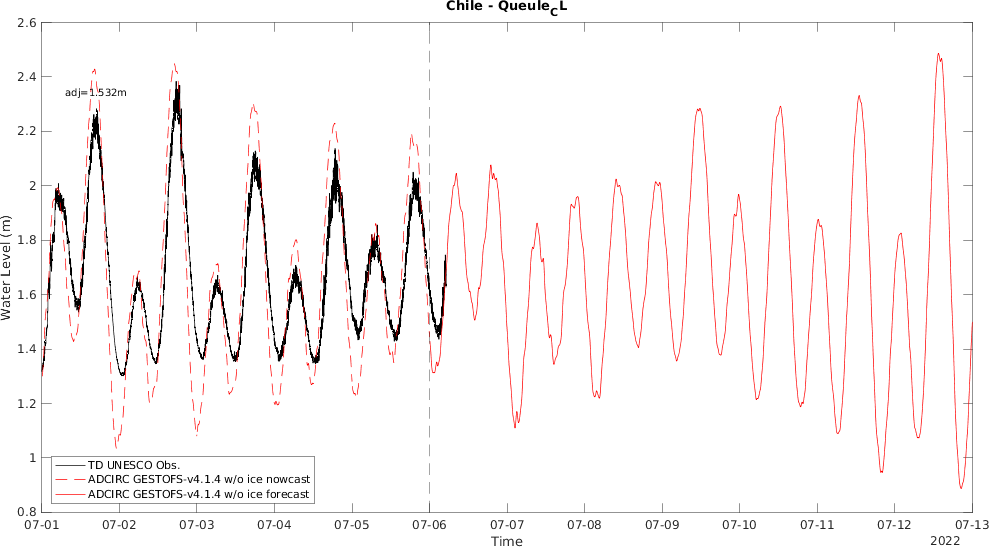 Chile - Queule_CL
Water Level (m)
2.6
2.4
2.2
2
1.8
1.6
1.4
1.2
1
0.8
adj=1.532m
TD UNESCO Obs.
ADCIRC GESTOFS-v4.1.4 w/o ice nowcast
ADCIRC GESTOFS-v4.1.4 w/o ice forecast
07-01 07-02 07-03 07-04 07-05 07-06 07-07 07-08 07-09 07-10 07-11 07-12 07-13
Time
2022